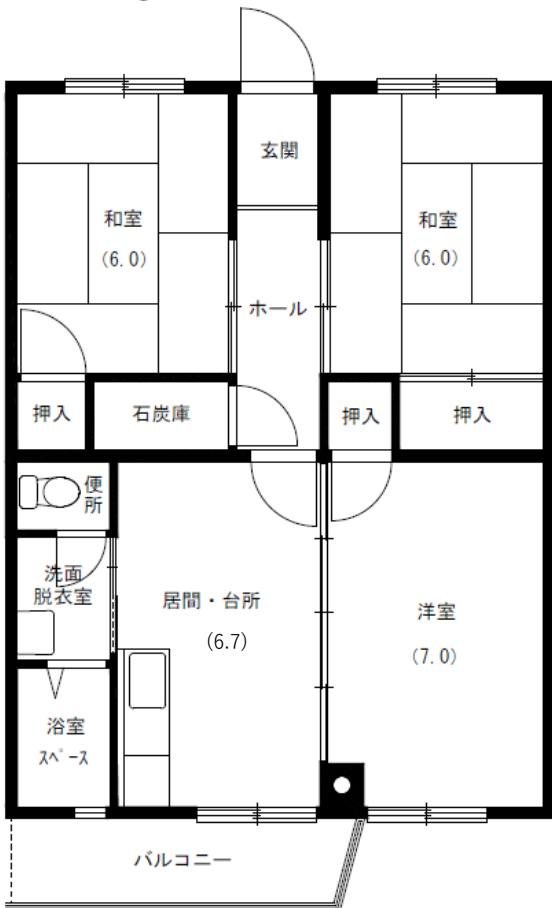 玄関
和室
(6.0)
和室
(6.0)
ホール
押入
石炭庫
押入
押入
便
所
洗面
脱衣室
居間・台所
(6.7)
洋室
(7.0)
浴室
スペース
バルコニー